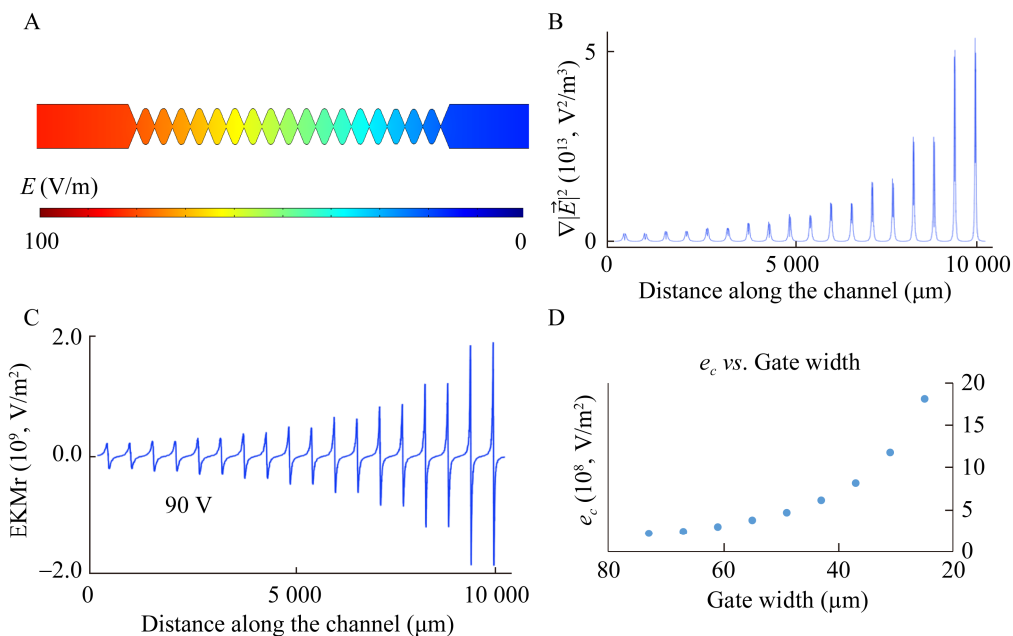 A
E (V/m)
100
0
B
∇|E⃗|² (10¹³, V²/m³)
5
0
0
5 000
10 000
Distance along the channel (μm)
C
EKMr (10⁹, V/m²)
2.0
0.0
–2.0
90 V
0
5 000
10 000
Distance along the channel (μm)
D
e_c vs. Gate width
e_c (10⁸, V/m²)
20
15
10
5
0
80
60
40
20
Gate width (μm)